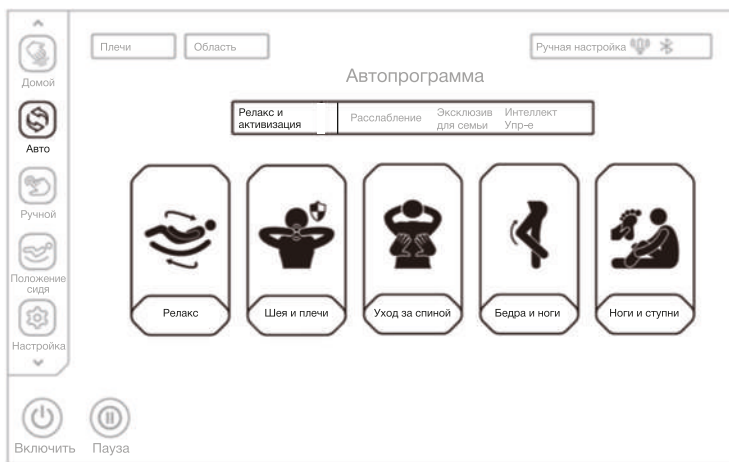 Плечи
Область
Ручная настройка
Домой
Автопрограмма
Релакс и
активизация
Расслабление
Эксклюзив
для семьи
Интеллект
Упр-е
Авто
Ручной
Положение
сидя
Настройка
Релакс
Шея и плечи
Уход за спиной
Бедра и ноги
Ноги и ступни
Включить
Пауза